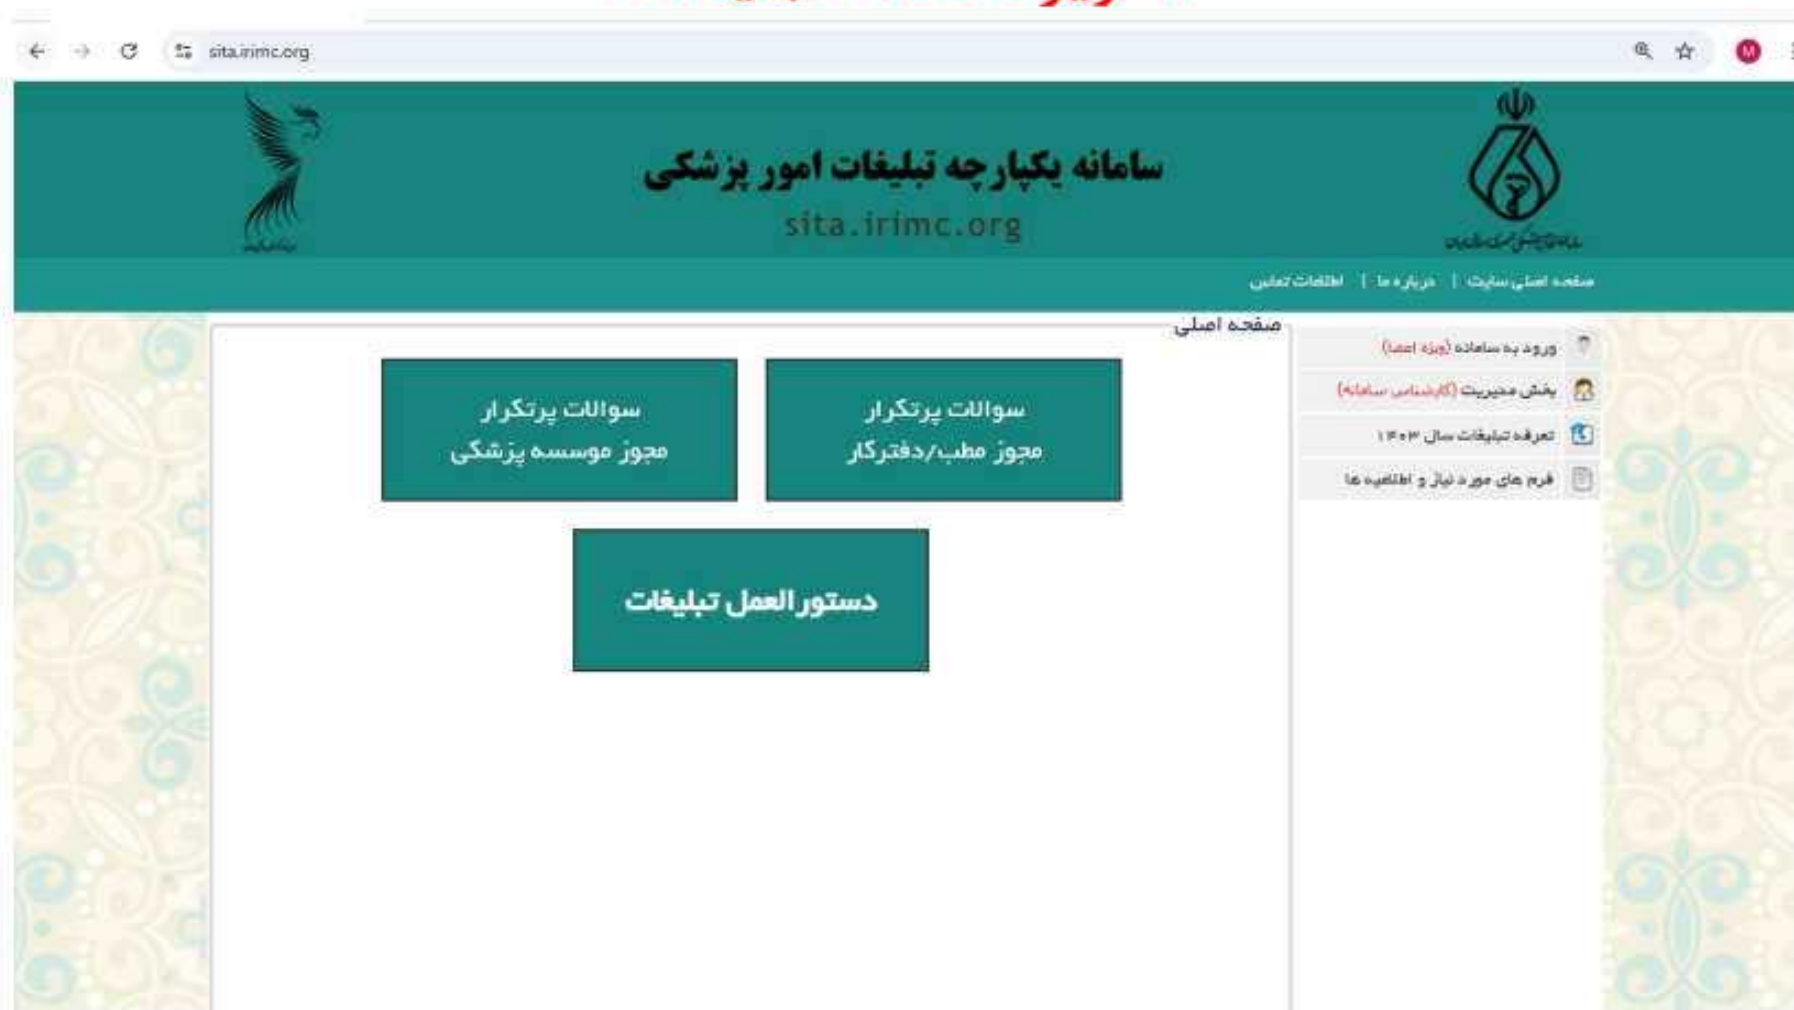 sita.irimc.org
سامانه یکپارچه تبلیغات امور پزشکی
sita.irimc.org
صفحه اصلی سایت | درباره ما | اطلاعات تماس
صفحه اصلی
ورود به سامانه (ویژه اعضا)
بخش مدیریت (کارشناس سامانه)
تعرفه تبلیغات سال ۱۴۰۳
فرم های مورد نیاز و اطلاعیه ها
سوالات پرتکرار
مجوز مطب/دفترکار
سوالات پرتکرار
مجوز موسسه پزشکی
دستورالعمل تبلیغات
M